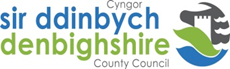 Cyngor
sir ddinbych
denbighshire
County Council